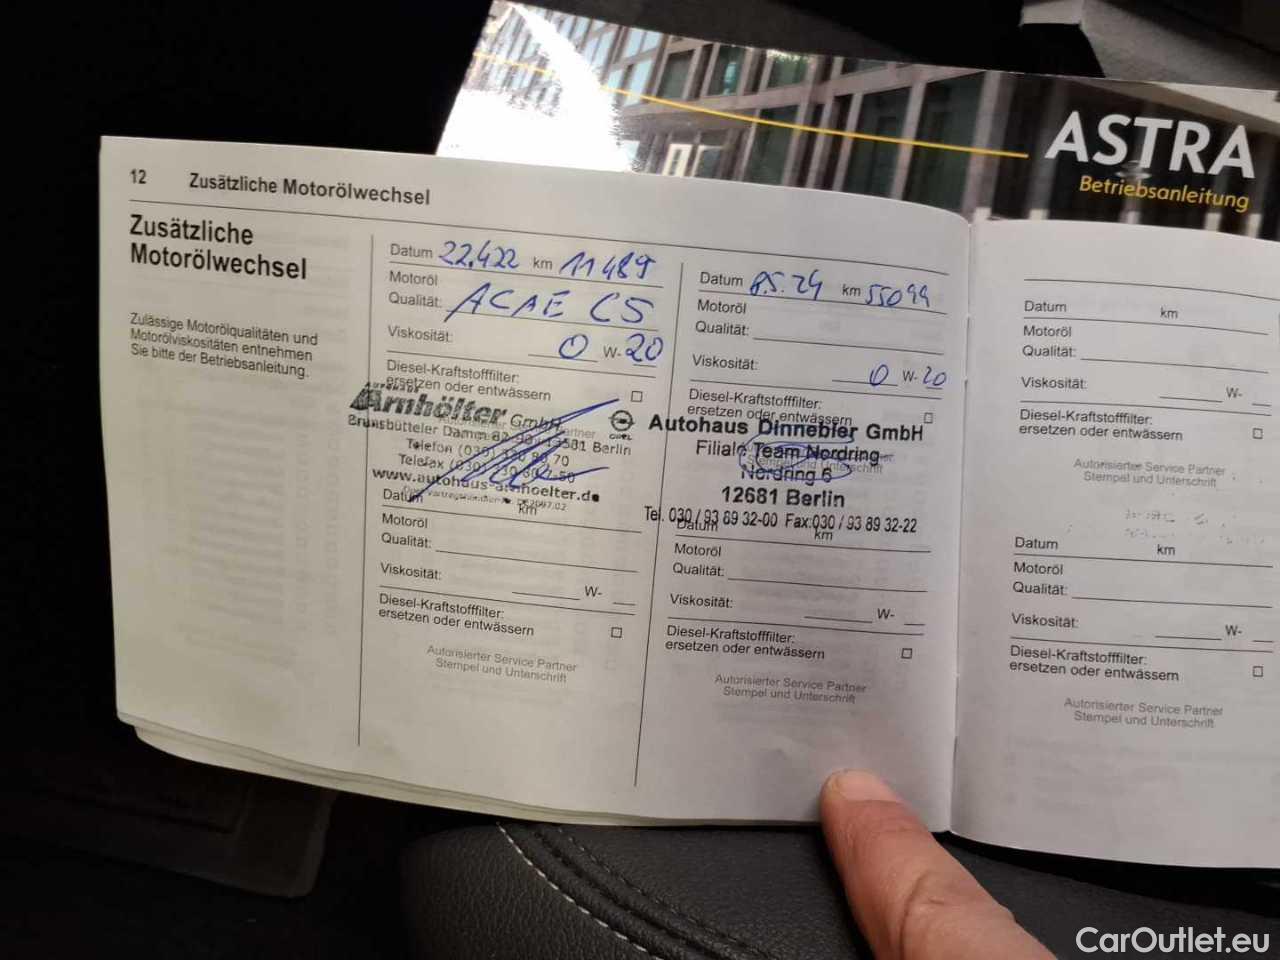 ASTRA
Betriebsanleitung
12 Zusätzliche Motorölwechsel
Zusätzliche
Motorölwechsel
Zulässige Motorölqualitäten und
Motorölviskositäten entnehmen
Sie bitte der Betriebsanleitung.
Datum 22.4.22 km 11489
Motoröl
Qualität: ACAE C5
Viskosität: 0 W-20
Diesel-Kraftstofffilter:
ersetzen oder entwässern
Arnhölter GmbH
Brunsbütteler Damm 13581 Berlin
Telefon (030)
Telefax (030)
www.autohaus-arnhoelter.de
Datum km
Motoröl
Qualität:
Viskosität: W-
Diesel-Kraftstofffilter:
ersetzen oder entwässern
Autorisierter Service Partner
Stempel und Unterschrift
Datum 8.5.24 km 55099
Motoröl
Qualität:
Viskosität: 0 W-20
Diesel-Kraftstofffilter:
ersetzen oder entwässern
OPEL
Autohaus Dinnebier GmbH
Filiale Team Nordring
Nordring 6
12681 Berlin
Tel. 030 / 93 89 32-00 Fax:030 / 93 89 32-22
Datum km
Motoröl
Qualität:
Viskosität: W-
Diesel-Kraftstofffilter:
ersetzen oder entwässern
Autorisierter Service Partner
Stempel und Unterschrift
Datum km
Motoröl
Qualität:
Viskosität: W-
Diesel-Kraftstofffilter:
ersetzen oder entwässern
Autorisierter Service Partner
Stempel und Unterschrift
Datum km
Motoröl
Qualität:
Viskosität: W-
Diesel-Kraftstofffilter:
ersetzen oder entwässern
Autorisierter Service Partner
Stempel und Unterschrift
CarOutlet.eu